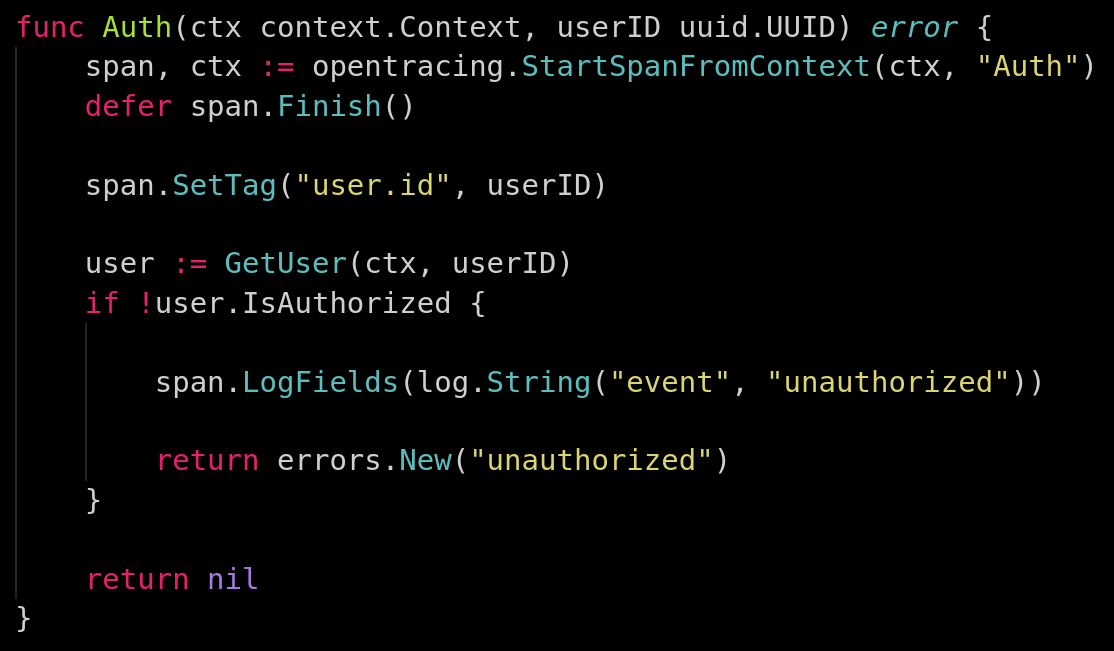 func Auth(ctx context.Context, userID uuid.UUID) error {
    span, ctx := opentracing.StartSpanFromContext(ctx, "Auth")
    defer span.Finish()

    span.SetTag("user.id", userID)

    user := GetUser(ctx, userID)
    if !user.IsAuthorized {

        span.LogFields(log.String("event", "unauthorized"))

        return errors.New("unauthorized")
    }

    return nil
}